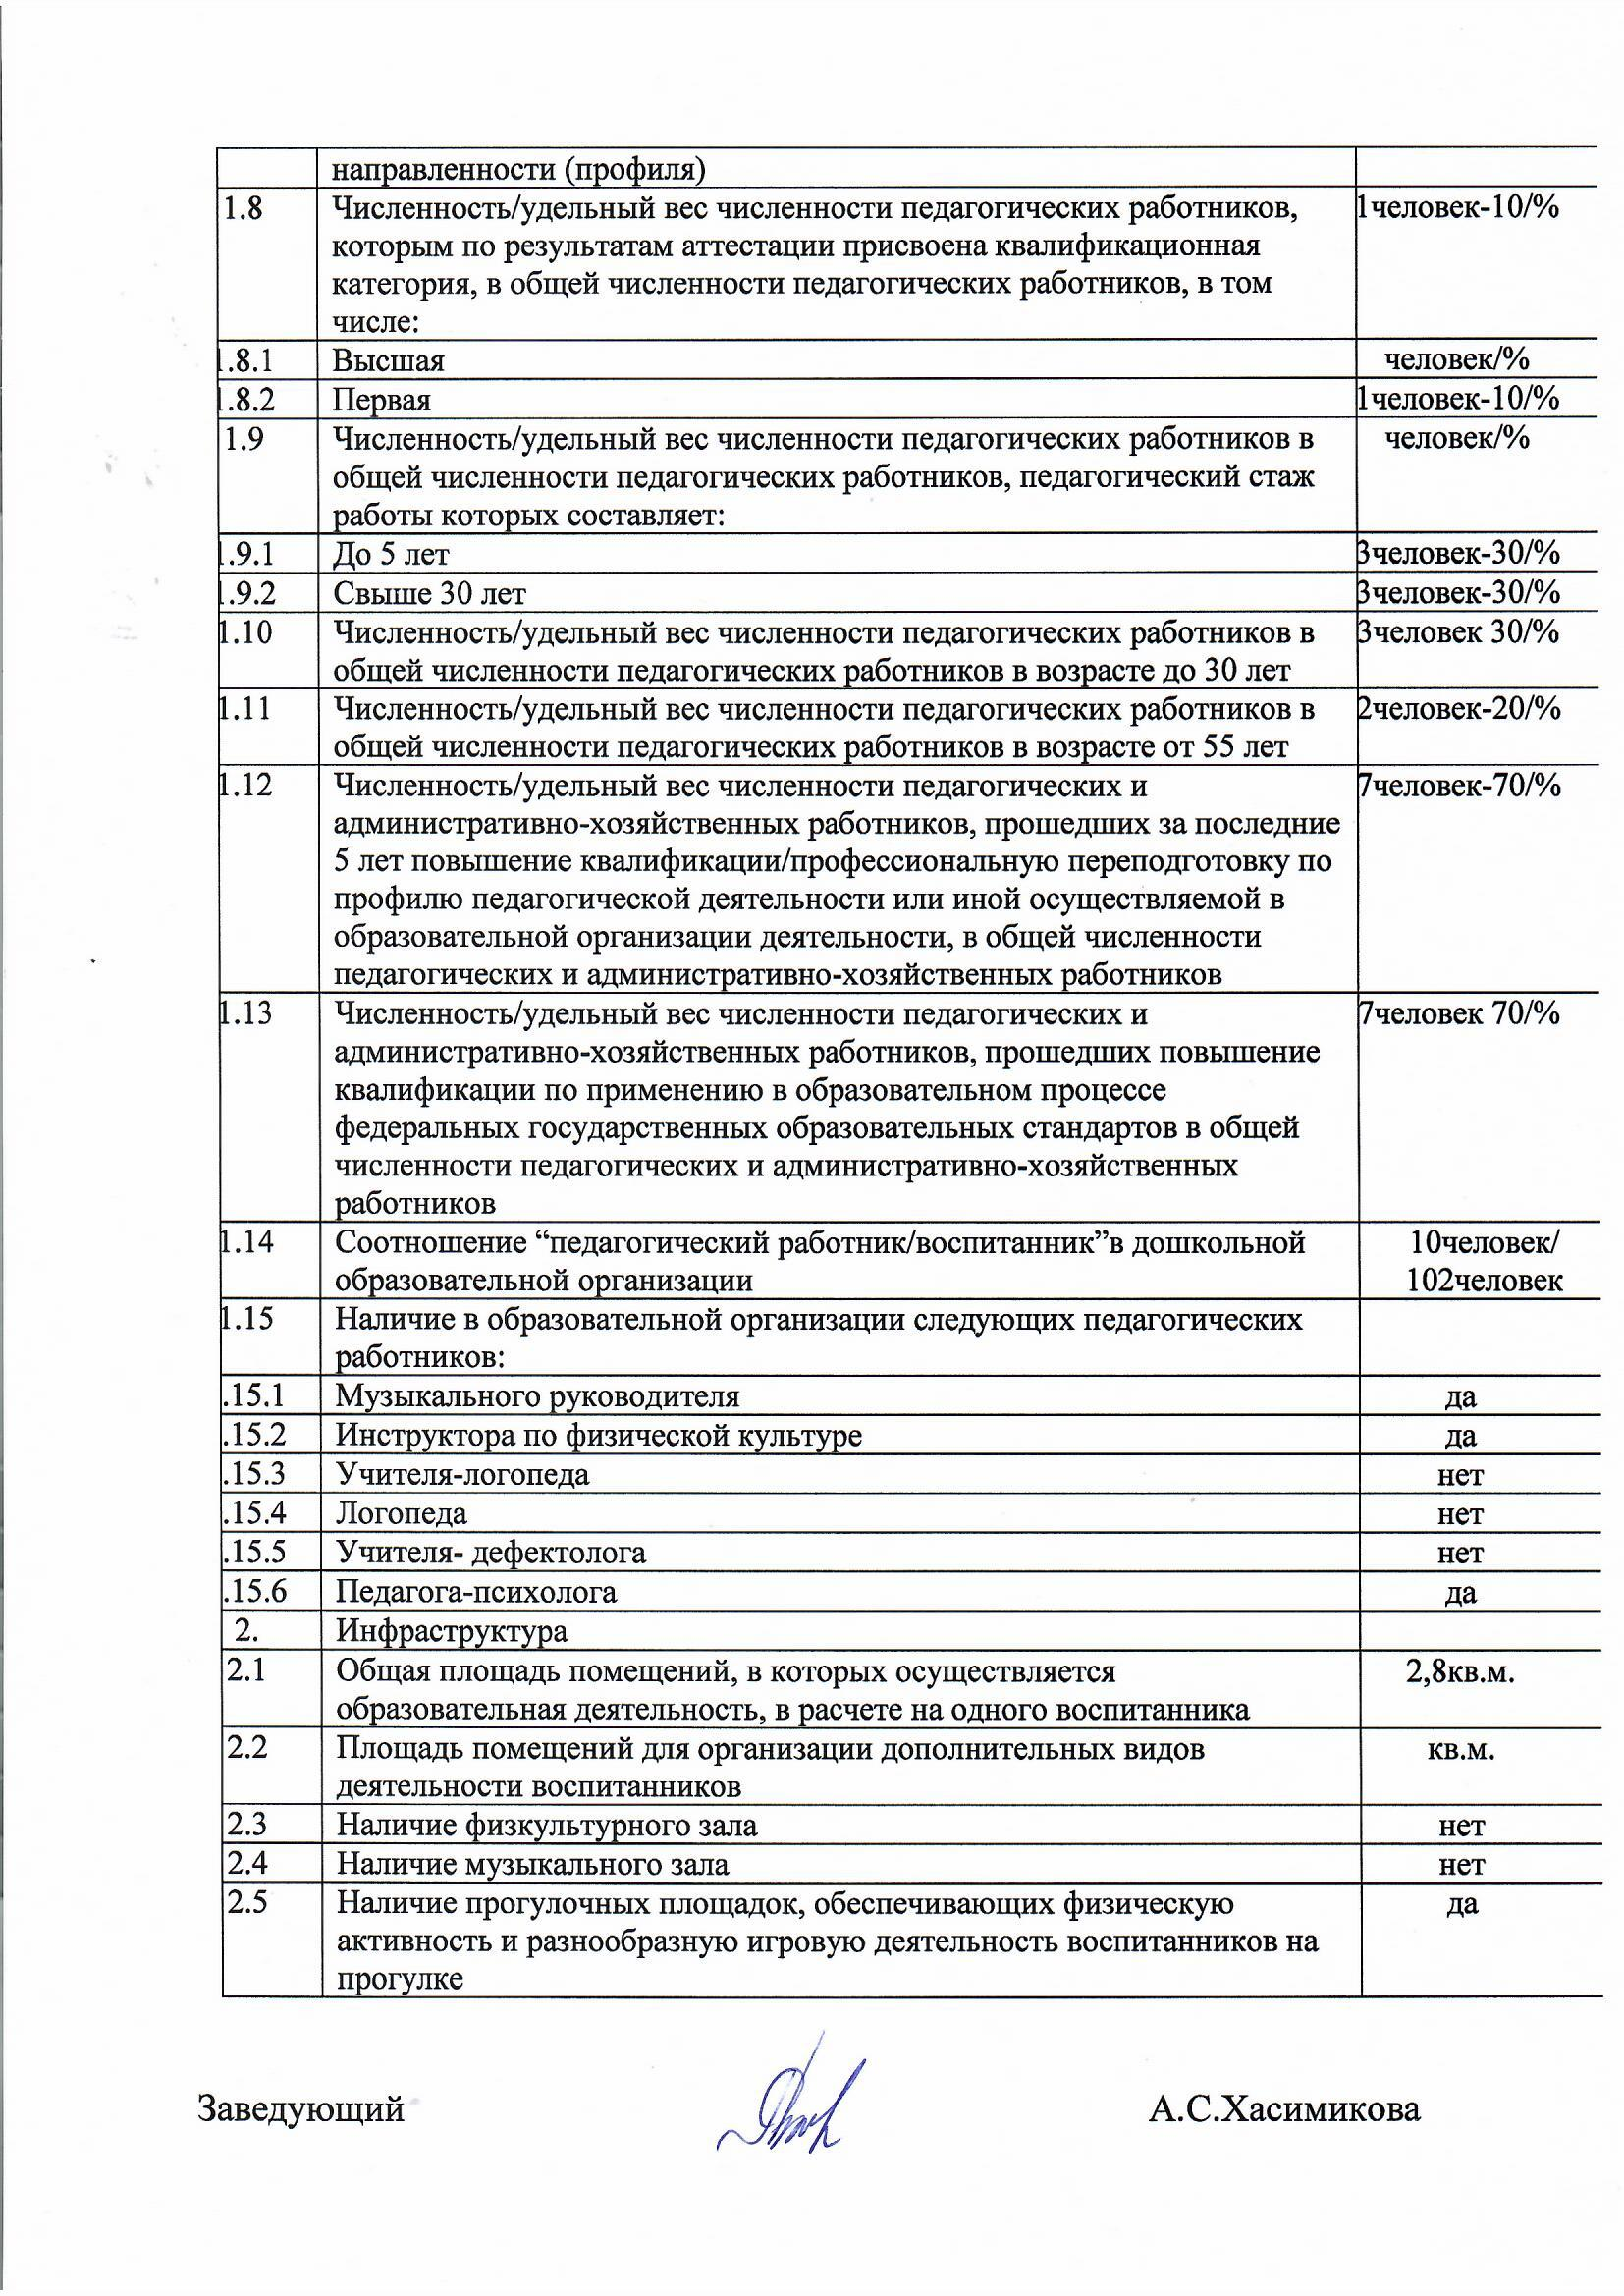 направленности (профиля)
1.8 Численность/удельный вес численности педагогических работников, 1человек-10/%
которым по результатам аттестации присвоена квалификационная
категория, в общей численности педагогических работников, в том
числе:
1.8.1 Высшая человек/%
1.8.2 Первая 1человек-10/%
1.9 Численность/удельный вес численности педагогических работников в человек/%
общей численности педагогических работников, педагогический стаж
работы которых составляет:
1.9.1 До 5 лет 3человек-30/%
1.9.2 Свыше 30 лет 3человек-30/%
1.10 Численность/удельный вес численности педагогических работников в 3человек 30/%
общей численности педагогических работников в возрасте до 30 лет
1.11 Численность/удельный вес численности педагогических работников в 2человек-20/%
общей численности педагогических работников в возрасте от 55 лет
1.12 Численность/удельный вес численности педагогических и 7человек-70/%
административно-хозяйственных работников, прошедших за последние
5 лет повышение квалификации/профессиональную переподготовку по
профилю педагогической деятельности или иной осуществляемой в
образовательной организации деятельности, в общей численности
педагогических и административно-хозяйственных работников
1.13 Численность/удельный вес численности педагогических и 7человек 70/%
административно-хозяйственных работников, прошедших повышение
квалификации по применению в образовательном процессе
федеральных государственных образовательных стандартов в общей
численности педагогических и административно-хозяйственных
работников
1.14 Соотношение “педагогический работник/воспитанник”в дошкольной 10человек/
образовательной организации 102человек
1.15 Наличие в образовательной организации следующих педагогических
работников:
.15.1 Музыкального руководителя да
.15.2 Инструктора по физической культуре да
.15.3 Учителя-логопеда нет
.15.4 Логопеда нет
.15.5 Учителя- дефектолога нет
.15.6 Педагога-психолога да
2. Инфраструктура
2.1 Общая площадь помещений, в которых осуществляется 2,8кв.м.
образовательная деятельность, в расчете на одного воспитанника
2.2 Площадь помещений для организации дополнительных видов кв.м.
деятельности воспитанников
2.3 Наличие физкультурного зала нет
2.4 Наличие музыкального зала нет
2.5 Наличие прогулочных площадок, обеспечивающих физическую да
активность и разнообразную игровую деятельность воспитанников на
прогулке
Заведующий А.С.Хасимикова